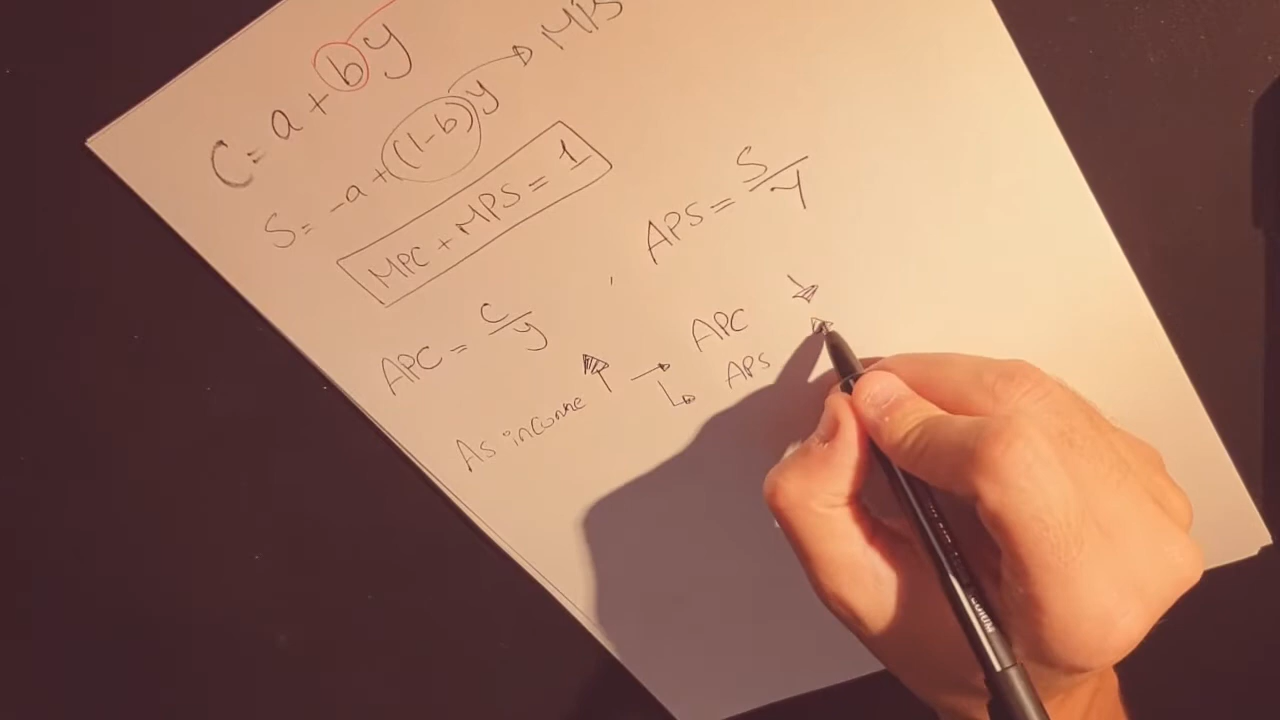 C = a + by
S = -a + (1-b)y → MPS
MPC + MPS = 1
APC = C/y , APS = S/Y
As income ↑ → APC ↓
↳ APS ↑